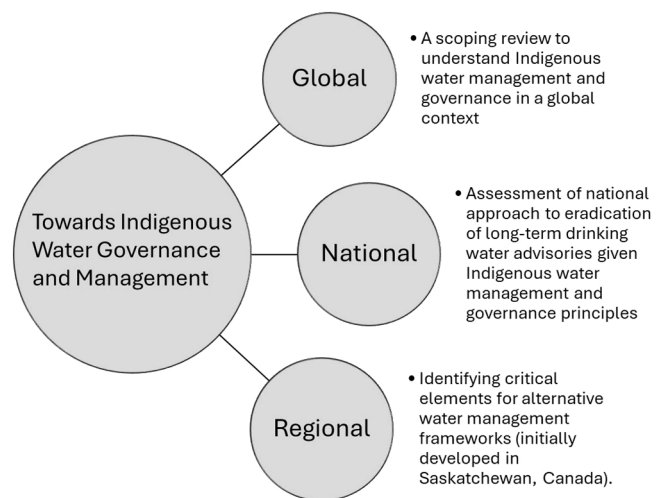 Global
• A scoping review to
understand Indigenous
water management and
governance in a global
context
Towards Indigenous
Water Governance
and Management
National
• Assessment of national
approach to eradication
of long-term drinking
water advisories given
Indigenous water
management and
governance principles
Regional
• Identifying critical
elements for alternative
water management
frameworks (initially
developed in
Saskatchewan, Canada).